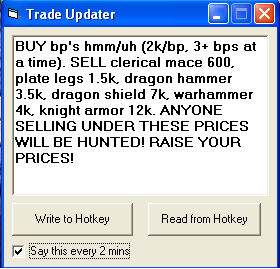 Trade Updater
BUY bp's hmm/uh (2k/bp, 3+ bps at
a time). SELL clerical mace 600,
plate legs 1.5k, dragon hammer
3.5k, dragon shield 7k, warhammer
4k, knight armor 12k. ANYONE
SELLING UNDER THESE PRICES
WILL BE HUNTED! RAISE YOUR
PRICES!
Write to Hotkey
Read from Hotkey
Say this every 2 mins